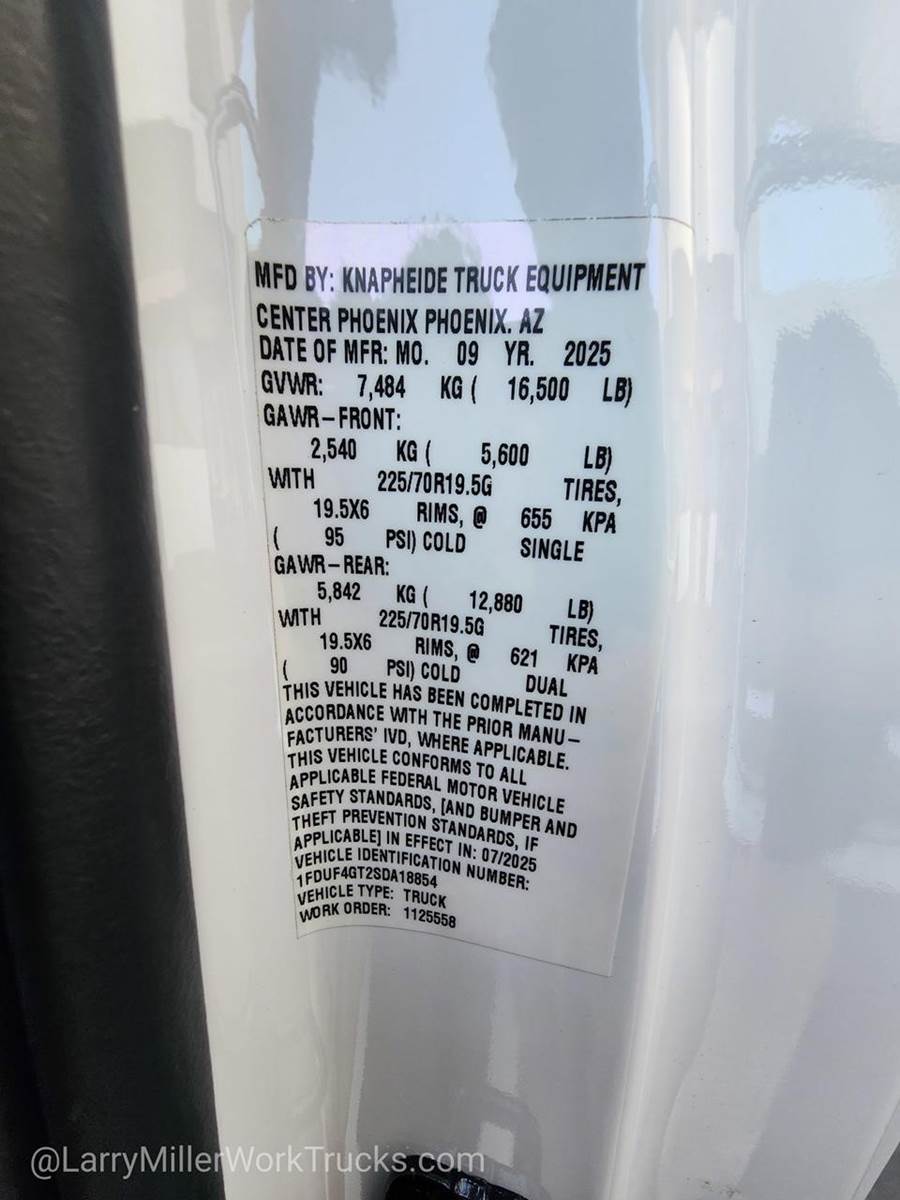 MFD BY: KNAPHEIDE TRUCK EQUIPMENT
CENTER PHOENIX PHOENIX. AZ
DATE OF MFR: MO. 09 YR. 2025
GVWR: 7,484 KG ( 16,500 LB)
GAWR-FRONT:
2,540 KG ( 5,600 LB)
WITH 225/70R19.5G TIRES,
19.5X6 RIMS, @ 655 KPA
( 95 PSI) COLD SINGLE
GAWR-REAR:
5,842 KG ( 12,880 LB)
WITH 225/70R19.5G TIRES,
19.5X6 RIMS, @ 621 KPA
( 90 PSI) COLD DUAL
THIS VEHICLE HAS BEEN COMPLETED IN
ACCORDANCE WITH THE PRIOR MANU-
FACTURERS' IVD, WHERE APPLICABLE.
THIS VEHICLE CONFORMS TO ALL
APPLICABLE FEDERAL MOTOR VEHICLE
SAFETY STANDARDS, [AND BUMPER AND
THEFT PREVENTION STANDARDS, IF
APPLICABLE] IN EFFECT IN: 07/2025
VEHICLE IDENTIFICATION NUMBER:
1FDUF4GT2SDA18854
VEHICLE TYPE: TRUCK
WORK ORDER: 1125558
@LarryMillerWorkTrucks.com